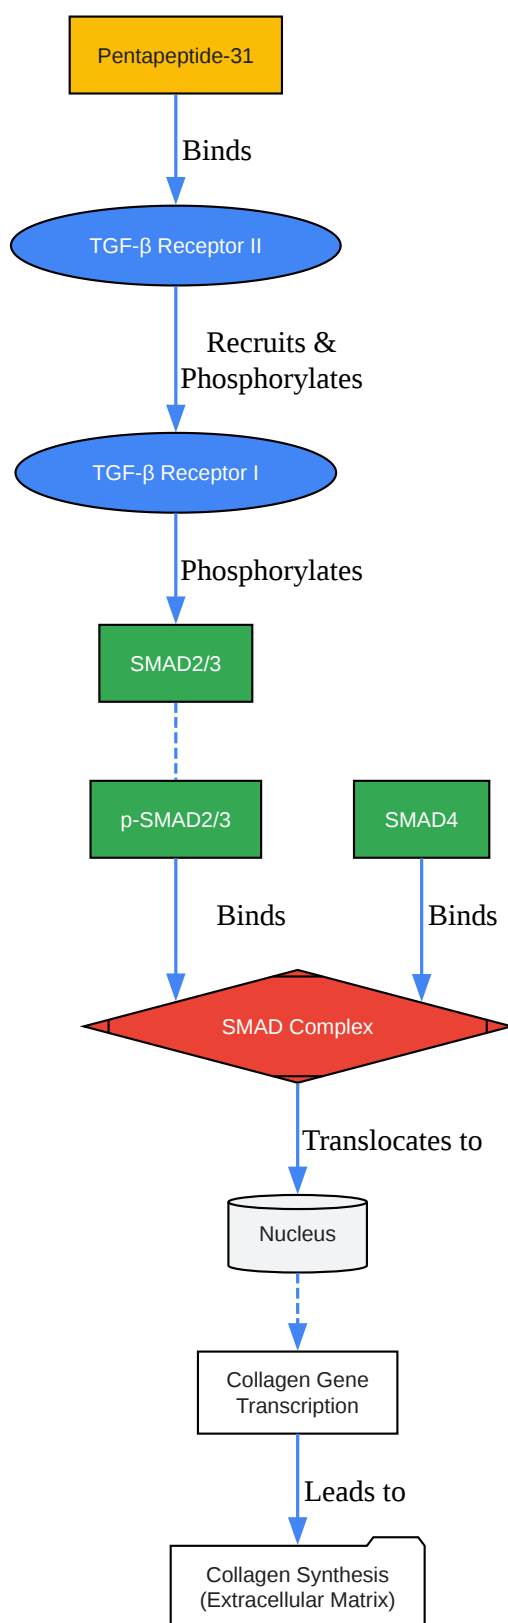 Pentapeptide-31
Binds
TGF-β Receptor II
Recruits &
Phosphorylates
TGF-β Receptor I
Phosphorylates
SMAD2/3
p-SMAD2/3
SMAD4
Binds
Binds
SMAD Complex
Translocates to
Nucleus
Collagen Gene
Transcription
Leads to
Collagen Synthesis
(Extracellular Matrix)